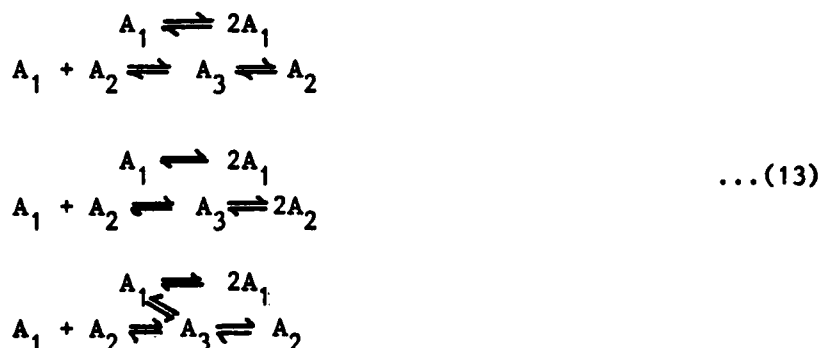 A₁ ⇌ 2A₁
A₁ + A₂ ⇌ A₃ ⇌ A₂
A₁ ⇌ 2A₁
...(13)
A₁ + A₂ ⇌ A₃ ⇌ 2A₂
A₁ ⇌ 2A₁
A₁ + A₂ ⇌ A₃ ⇌ A₂